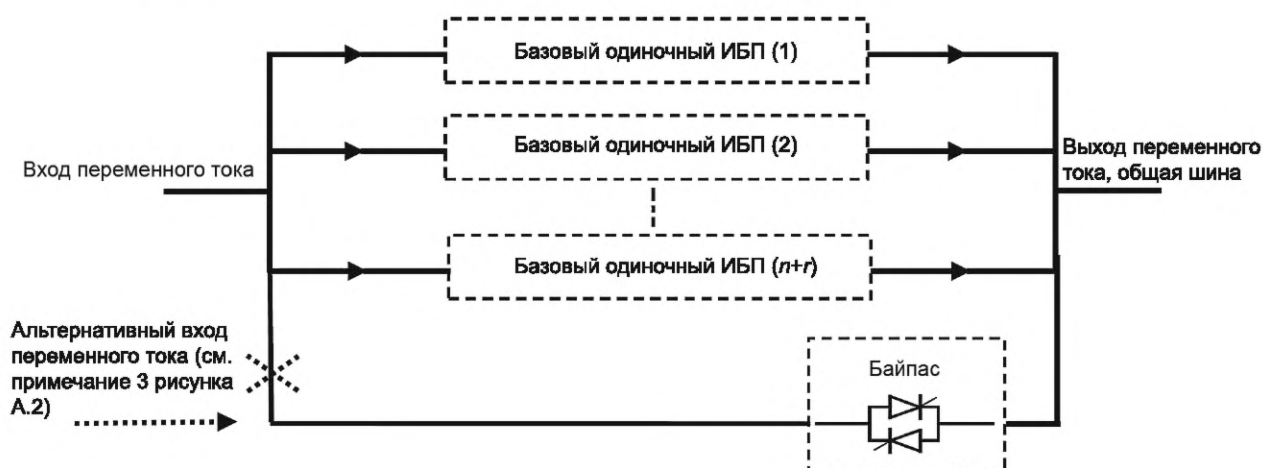 Базовый одиночный ИБП (1)
Базовый одиночный ИБП (2)
Вход переменного тока
Выход переменного
тока, общая шина
Базовый одиночный ИБП (n+r)
Альтернативный вход
переменного тока (см.
примечание 3 рисунка
А.2)
Байпас